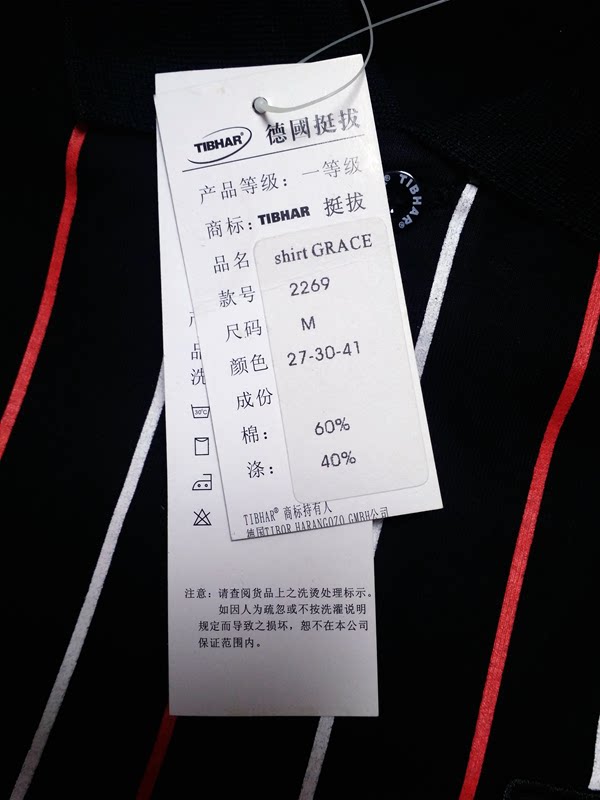 TIBHAR® 德國挺拔
产品等级：一等级
商标：TIBHAR 挺拔
品名 shirt GRACE
款号 2269
尺码 M
颜色 27-30-41
成份
棉： 60%
涤： 40%
TIBHAR® 商标持有人
德国TIBOR HARANGOZO GMBH公司
品
洗
30°C
注意：请查阅货品上之洗烫处理标示。
如因人为疏忽或不按洗濯说明
规定而导致之损坏，恕不在本公司
保证范围内。
TIBHAR®